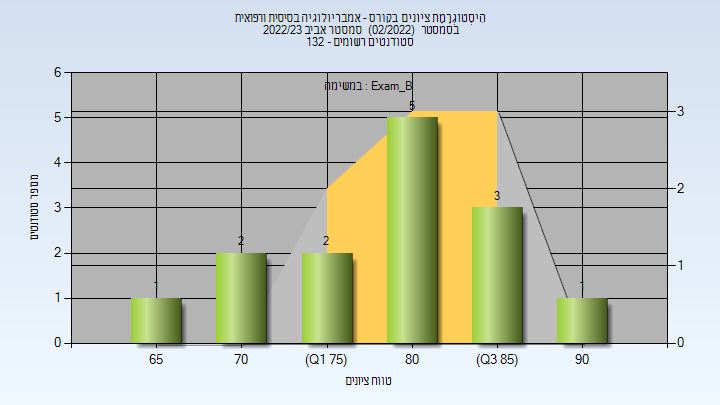 היסטוגרמת ציונים בקורס - אמבריולוגיה בסיסית ורפואית
בסמסטר (02/2022) סמסטר אביב 2022/23
סטודנטים רשומים - 132
במשימה : Exam_B
מספר סטודנטים
6
5
4
3
2
1
0
3
2
1
0
1
2
2
5
3
1
65
70
(Q1 75)
80
(Q3 85)
90
טווח ציונים